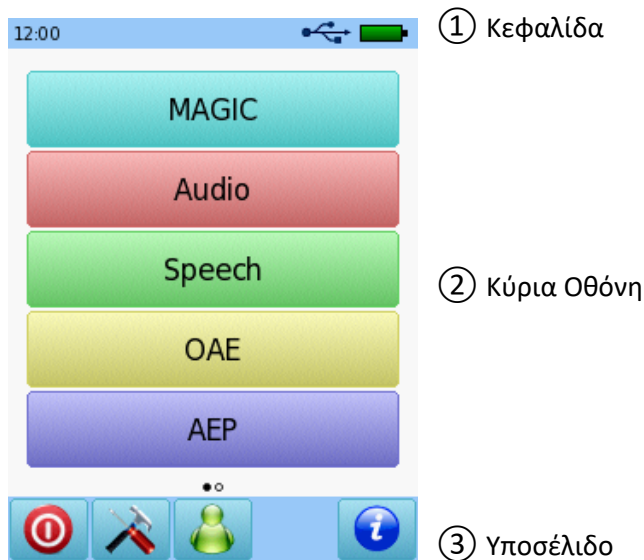 12:00
① Κεφαλίδα
MAGIC
Audio
Speech
② Κύρια Οθόνη
OAE
AEP
③ Υποσέλιδο